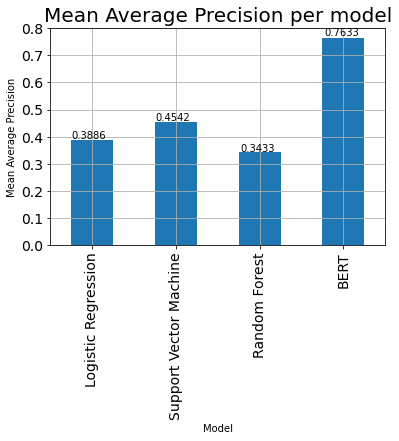 Mean Average Precision per model
Mean Average Precision
0.8
0.7
0.6
0.5
0.4
0.3
0.2
0.1
0.0
0.3886
0.4542
0.3433
0.7633
Logistic Regression
Support Vector Machine
Random Forest
BERT
Model